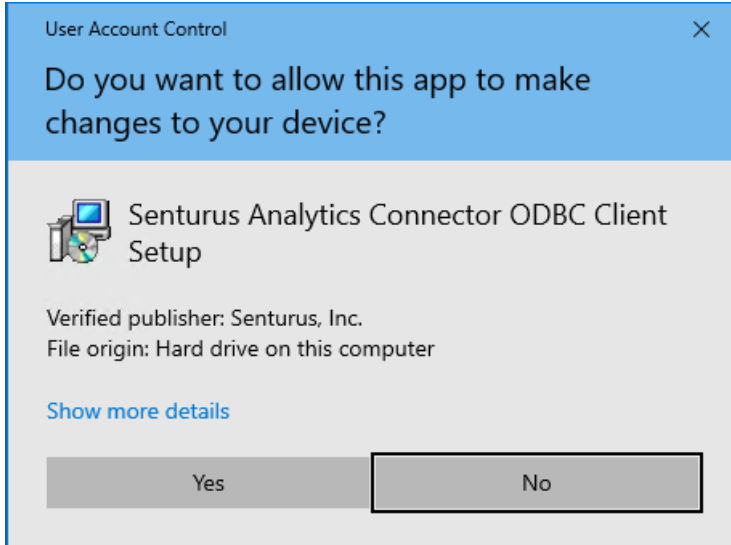 User Account Control
Do you want to allow this app to make
changes to your device?
Senturus Analytics Connector ODBC Client
Setup
Verified publisher: Senturus, Inc.
File origin: Hard drive on this computer
Show more details
Yes
No